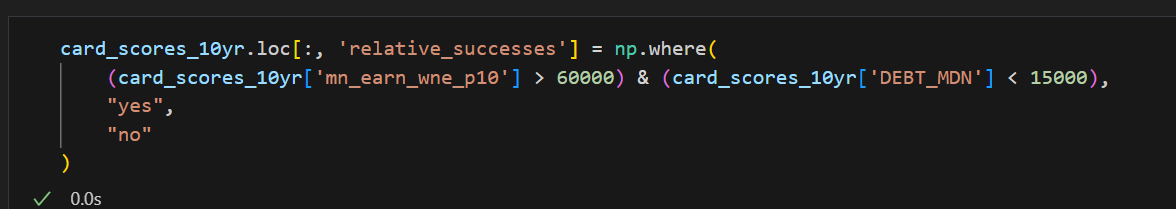 card_scores_10yr.loc[:, 'relative_successes'] = np.where(
    (card_scores_10yr['mn_earn_wne_p10'] > 60000) & (card_scores_10yr['DEBT_MDN'] < 15000),
    "yes",
    "no"
)
0.0s